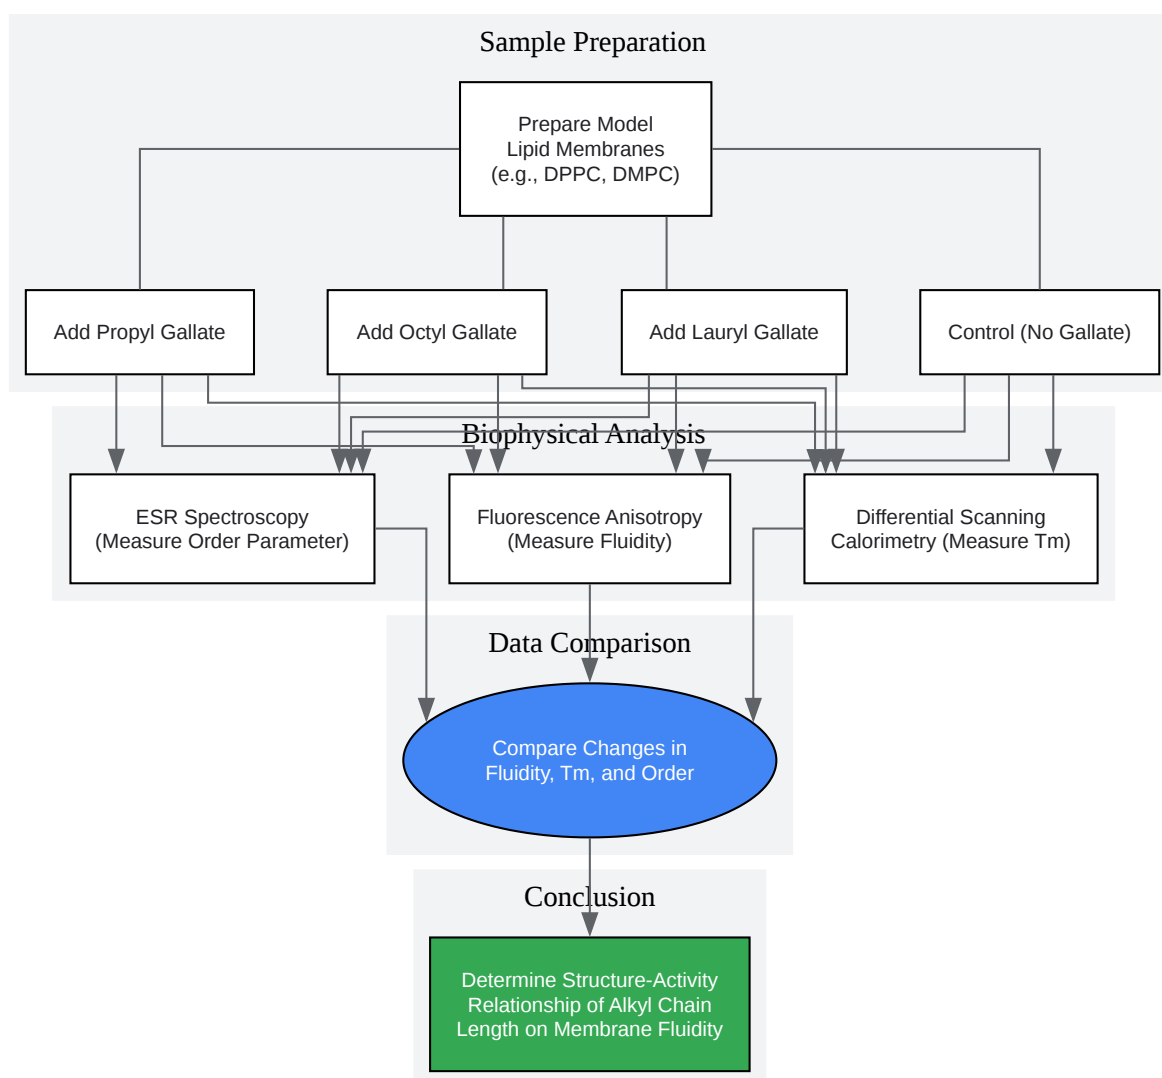 Sample Preparation
Prepare Model
Lipid Membranes
(e.g., DPPC, DMPC)
Add Propyl Gallate
Add Octyl Gallate
Add Lauryl Gallate
Control (No Gallate)
Biophysical Analysis
ESR Spectroscopy
(Measure Order Parameter)
Fluorescence Anisotropy
(Measure Fluidity)
Differential Scanning
Calorimetry (Measure Tm)
Data Comparison
Compare Changes in
Fluidity, Tm, and Order
Conclusion
Determine Structure-Activity
Relationship of Alkyl Chain
Length on Membrane Fluidity